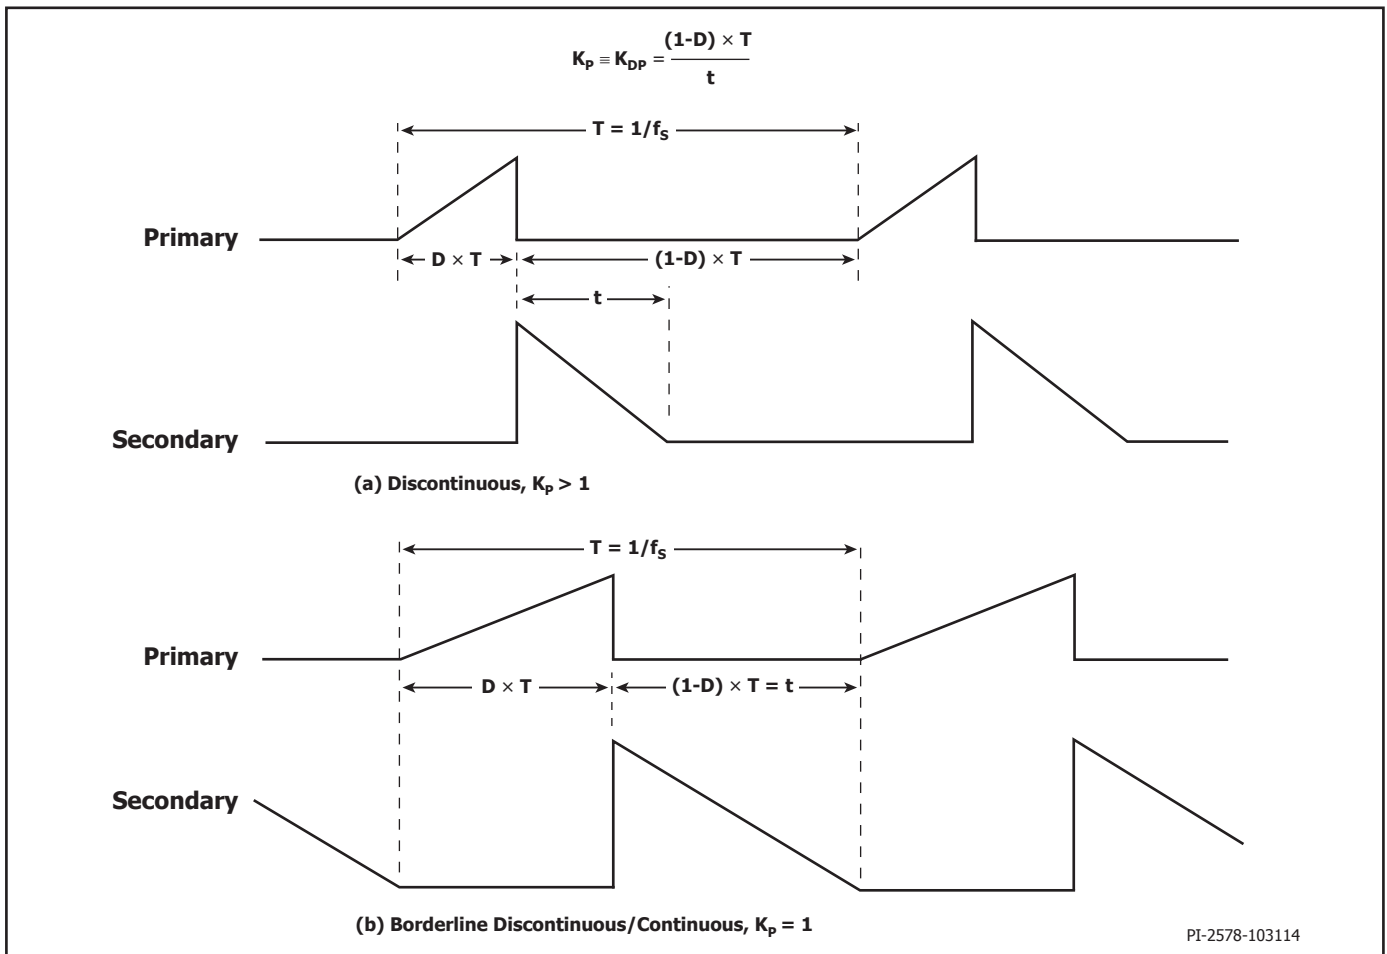 K_P ≡ K_DP = (1-D) × T / t
T = 1/f_S
Primary
D × T
(1-D) × T
t
Secondary
(a) Discontinuous, K_P > 1
T = 1/f_S
Primary
D × T
(1-D) × T = t
Secondary
(b) Borderline Discontinuous/Continuous, K_P = 1
PI-2578-103114